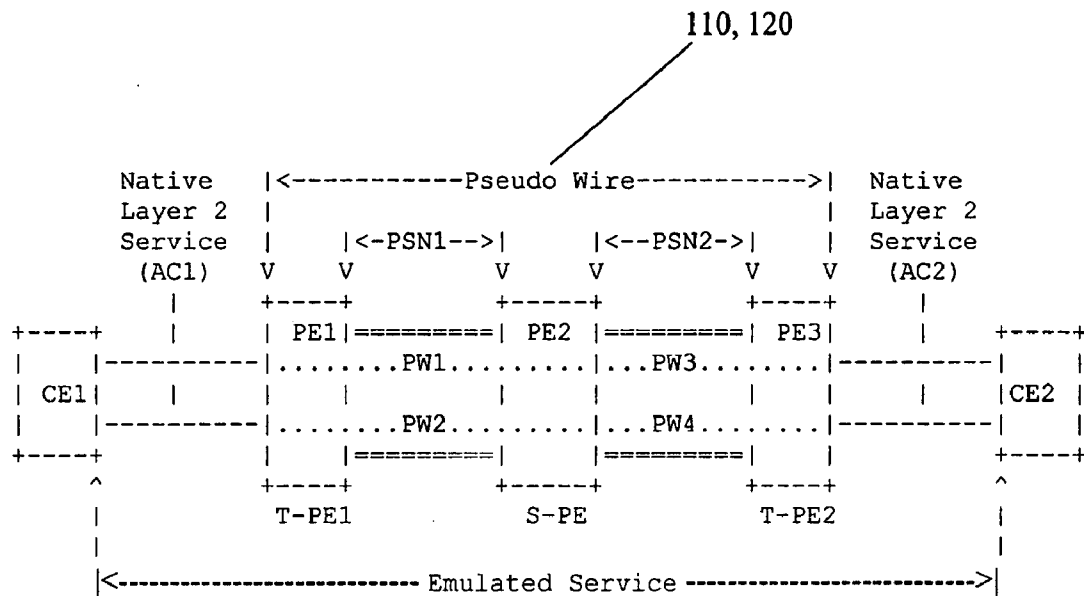 110, 120
Native |<-----------Pseudo Wire----------->| Native
Layer 2 | | Layer 2
Service | |<-PSN1-->| |<--PSN2->| | Service
(AC1) V V V V V V (AC2)
| +----+ +-----+ +----+ |
+----+ | | PE1|=========| PE2 |=========| PE3| | +----+
| |----------|........PW1.........|...PW3........|----------| |
| CE1| | | | | | | | | |CE2 |
| |----------|........PW2.........|...PW4........|----------| |
+----+ | |=========| |=========| | +----+
^ +----+ +-----+ +----+ ^
| T-PE1 S-PE T-PE2 |
| |
|<---------------------- Emulated Service --------------------->|